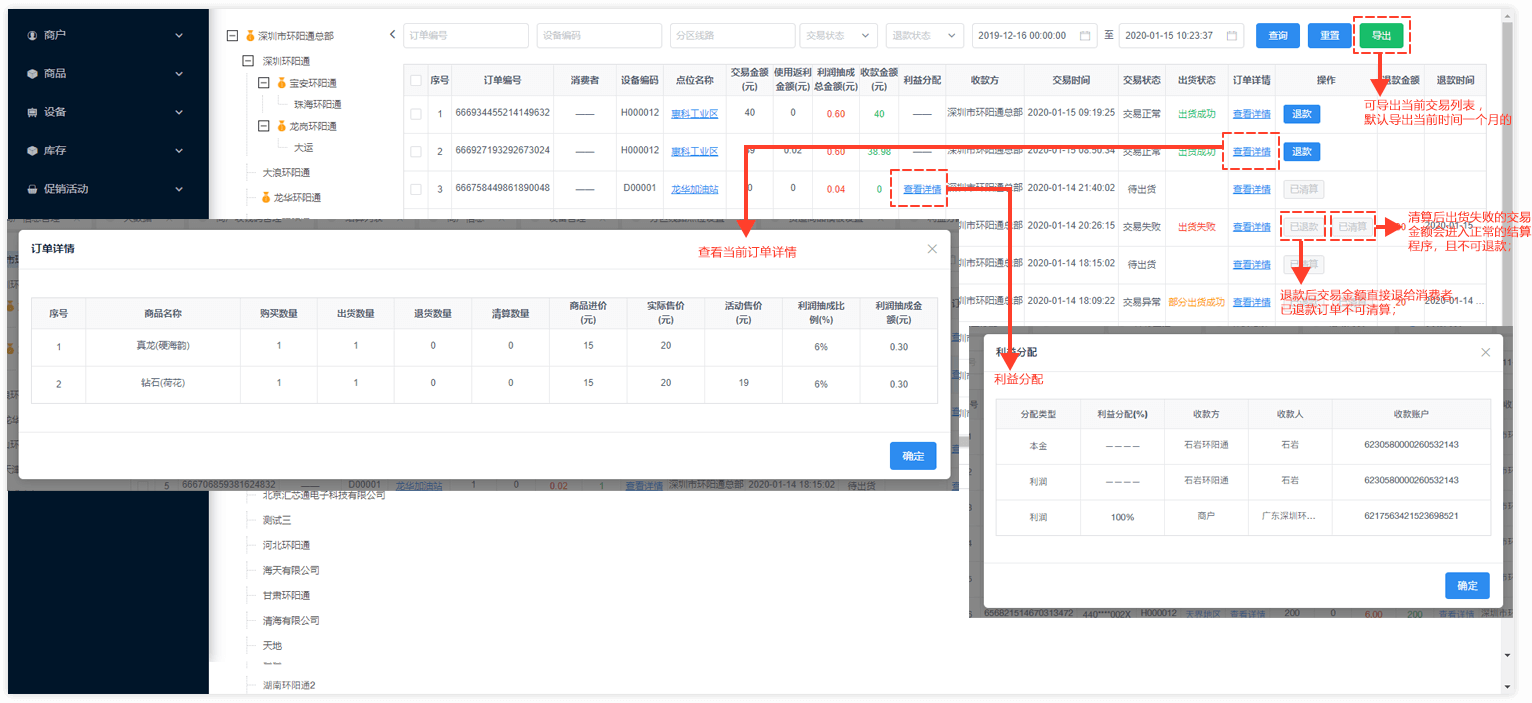 商户
商品
设备
库存
促销活动
深圳市环阳通总部
深圳环阳通
宝安环阳通
珠海环阳通
龙岗环阳通
大运
大浪环阳通
龙华环阳通
订单编号 设备编码 分区线路 交易状态 退款状态 2019-12-16 00:00:00 至 2020-01-15 10:23:37 查询 重置 导出
序号 订单编号 消费者 设备编码 点位名称 交易金额(元) 使用返利金额(元) 利润抽成总金额(元) 收款金额(元) 利益分配 收款方 交易时间 交易状态 出货状态 订单详情 操作 退款金额 退款时间
1 666934455214149632 —— H000012 惠科工业区 40 0 0.60 40 —— 深圳市环阳通总部 2020-01-15 09:19:25 交易正常 出货成功 查看详情 退款
2 666927193292673024 —— H000012 惠科工业区 39 0.02 0.60 38.98 —— 深圳市环阳通总部 2020-01-15 08:50:34 交易正常 出货成功 查看详情 退款
3 666758449861890048 —— D00001 龙华加油站 0 0 0.04 0 查看详情 深圳市环阳通总部 2020-01-14 21:40:02 待出货 查看详情 已清算
圳市环阳通总部 2020-01-14 20:26:15 交易失败 出货失败 查看详情 已退款 已清算 2020-01-15
圳市环阳通总部 2020-01-14 18:15:02 待出货 查看详情 已清算
圳市环阳通总部 2020-01-14 18:09:22 交易异常 部分出货成功 查看详情 20 2020-01-14 ...
可导出当前交易列表，
默认导出当前时间一个月的
清算后出货失败的交易
金额会进入正常的结算
程序，且不可退款；
退款后交易金额直接退给消费者，
已退款订单不可清算；
查看当前订单详情
利益分配
订单详情
序号 商品名称 购买数量 出货数量 退货数量 清算数量 商品进价(元) 实际售价(元) 活动售价(元) 利润抽成比例(%) 利润抽成金额(元)
1 真龙(硬海韵) 1 1 0 0 15 20 6% 0.30
2 钻石(荷花) 1 1 0 0 15 20 19 6% 0.30
确定
5 666706859381624832 —— D00001 龙华加油站 1 0 0.02 1 查看详情 深圳市环阳通总部 2020-01-14 18:15:02 待出货
北京汇芯通电子科技有限公司
测试三
河北环阳通
海天有限公司
甘肃环阳通
清海有限公司
天地
湖南环阳通2
利益分配
分配类型 利益分配(%) 收款方 收款人 收款账户
本金 ———— 石岩环阳通 石岩 6230580000260532143
利润 ———— 石岩环阳通 石岩 6230580000260532143
利润 100% 商户 广东深圳环... 6217563421523698521
确定
656821514670313472 440****002X H000012 天界地区 查看详情 200 0 6.00 200 查看详情 深圳市环